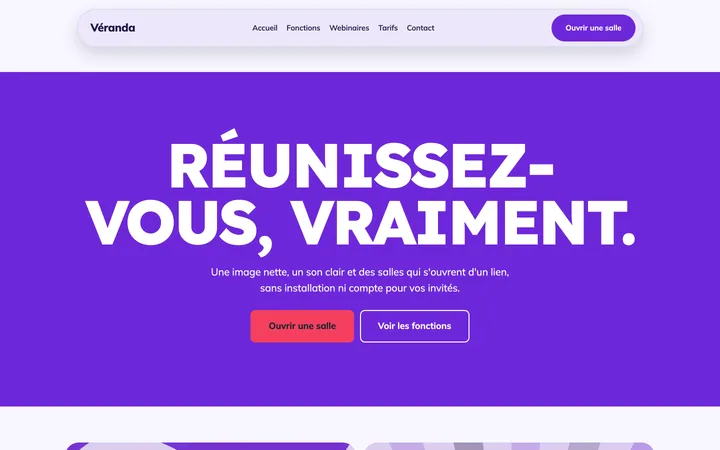 Véranda
Accueil Fonctions Webinaires Tarifs Contact
Ouvrir une salle
RÉUNISSEZ-
VOUS, VRAIMENT.
Une image nette, un son clair et des salles qui s'ouvrent d'un lien,
sans installation ni compte pour vos invités.
Ouvrir une salle
Voir les fonctions